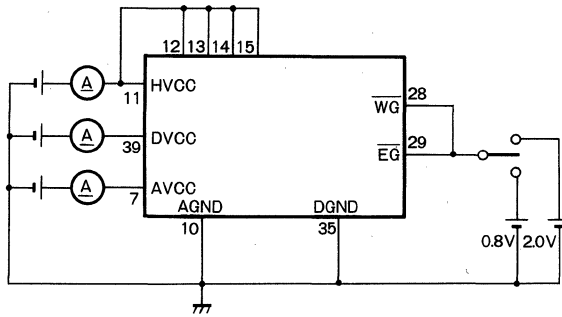 12 13 14 15
A
11 HVCC
A
39 DVCC
A
7 AVCC
AGND
10
DGND
35
WG 28
EG 29
0.8V 2.0V